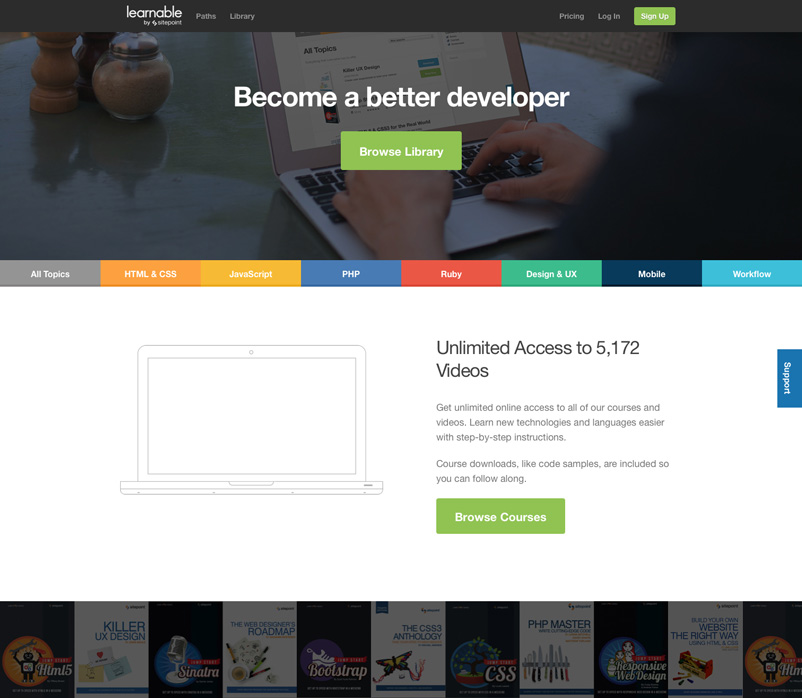 learnable
by sitepoint
Paths
Library
Pricing
Log In
Sign Up
All Topics
Killer UX Design
Become a better developer
Browse Library
All Topics
HTML & CSS
JavaScript
PHP
Ruby
Design & UX
Mobile
Workflow
Unlimited Access to 5,172
Videos
Get unlimited online access to all of our courses and
videos. Learn new technologies and languages easier
with step-by-step instructions.
Course downloads, like code samples, are included so
you can follow along.
Browse Courses
Support
JUMP START
Html5
KILLER
UX DESIGN
JUMP START
Sinatra
THE WEB DESIGNER'S
ROADMAP
JUMP START
Bootstrap
THE CSS3
ANTHOLOGY
JUMP START
CSS
PHP MASTER
WRITE CUTTING-EDGE CODE
JUMP START
Responsive
Web Design
BUILD YOUR OWN
WEBSITE
THE RIGHT WAY
USING HTML & CSS
JUMP START
Html